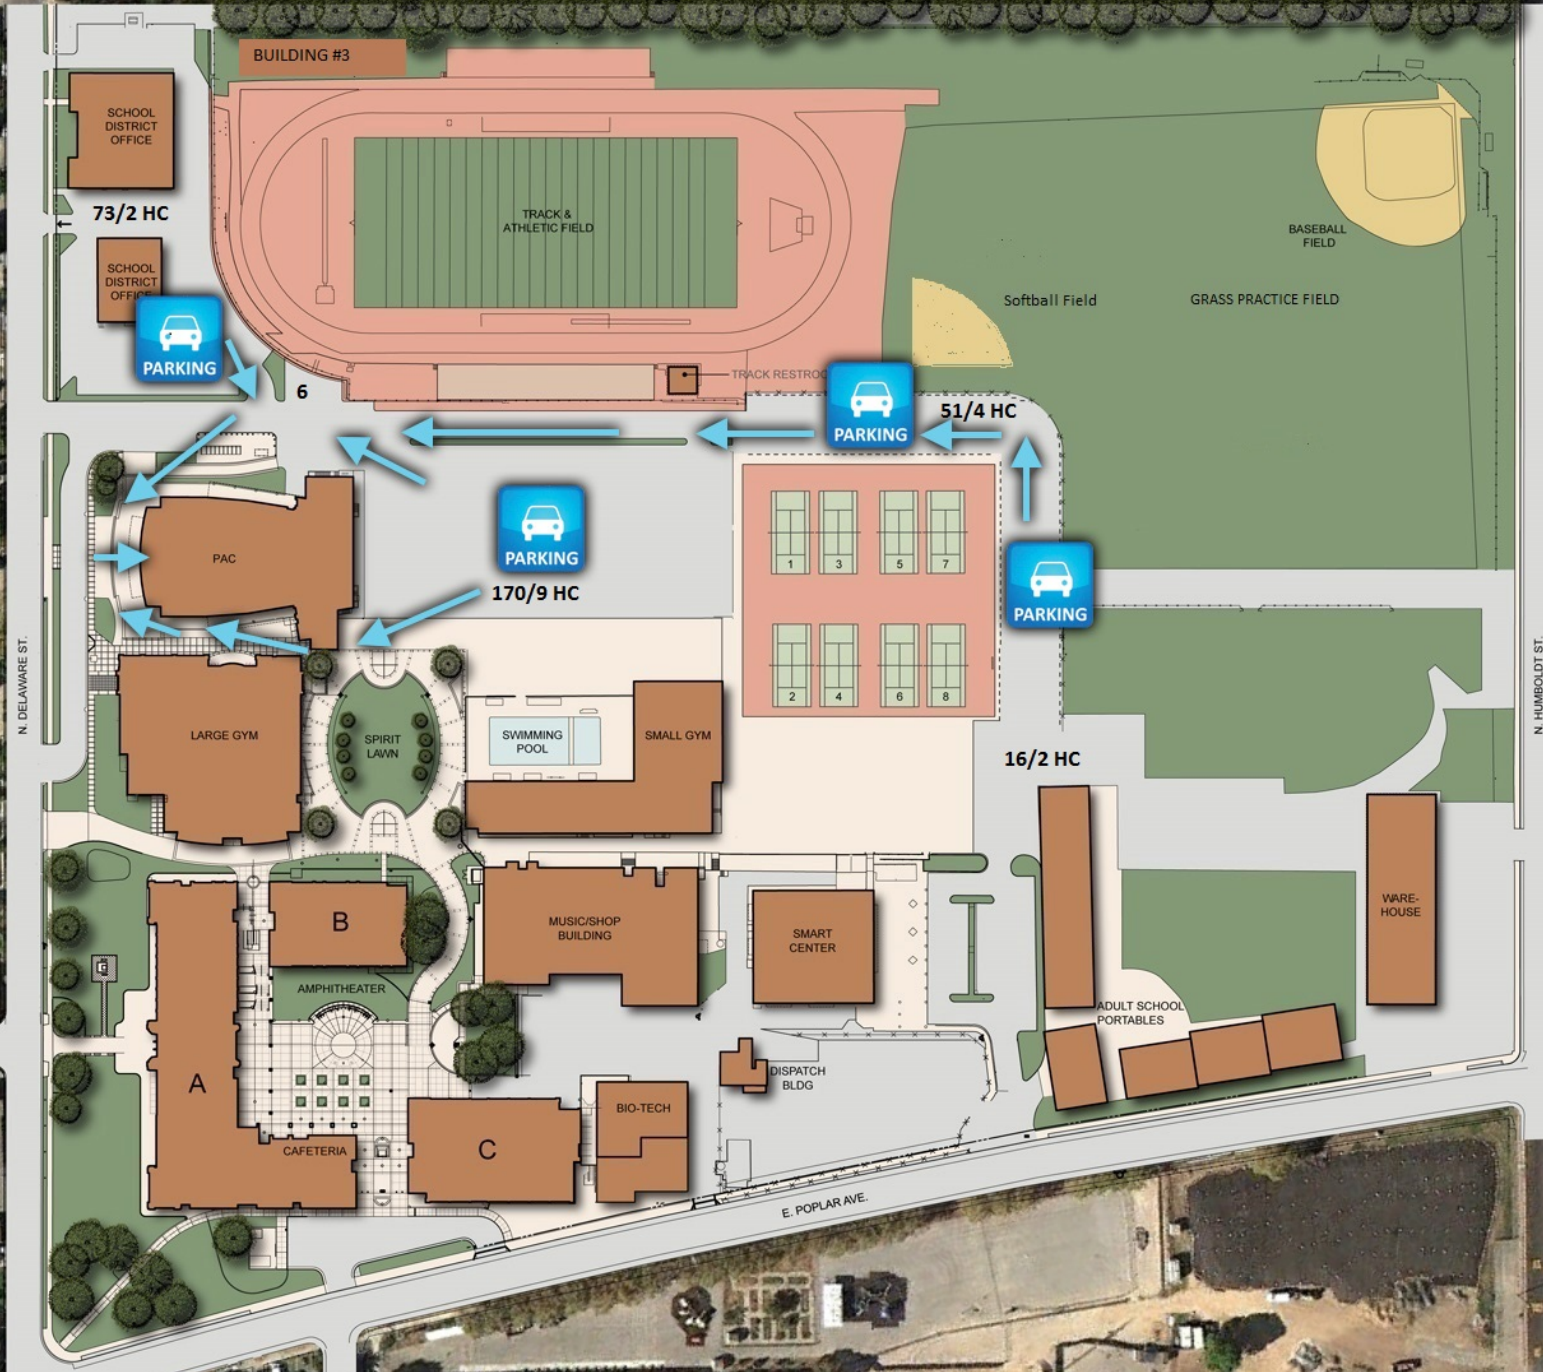 BUILDING #3
SCHOOL
DISTRICT
OFFICE
73/2 HC
SCHOOL
DISTRICT
OFFICE
PARKING
6
TRACK &
ATHLETIC FIELD
BASEBALL
FIELD
Softball Field
GRASS PRACTICE FIELD
TRACK RESTROO
PARKING
51/4 HC
PARKING
170/9 HC
PARKING
PAC
1
3
5
7
2
4
6
8
N. DELAWARE ST.
N. HUMBOLDT ST.
LARGE GYM
SPIRIT
LAWN
SWIMMING
POOL
SMALL GYM
16/2 HC
A
B
MUSIC/SHOP
BUILDING
SMART
CENTER
WARE-
HOUSE
AMPHITHEATER
ADULT SCHOOL
PORTABLES
DISPATCH
BLDG
BIO-TECH
CAFETERIA
C
E. POPLAR AVE.